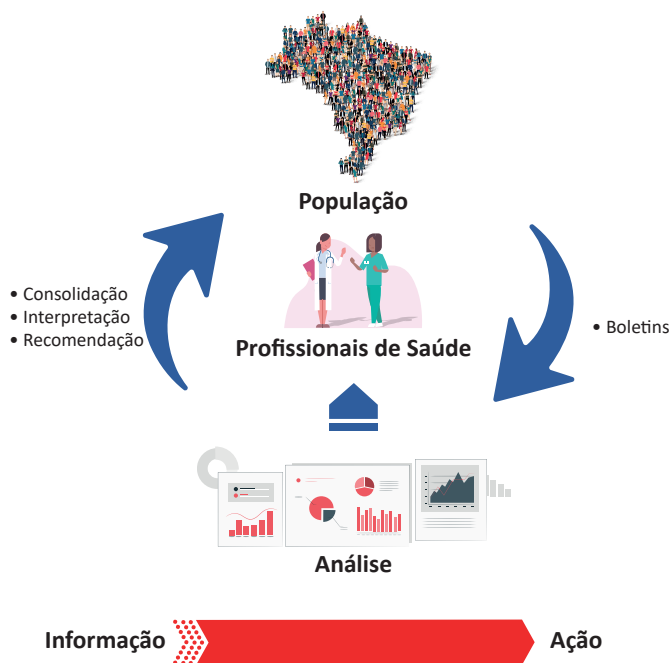 População
• Consolidação
• Interpretação
• Recomendação
• Boletins
Profissionais de Saúde
Análise
Informação
Ação